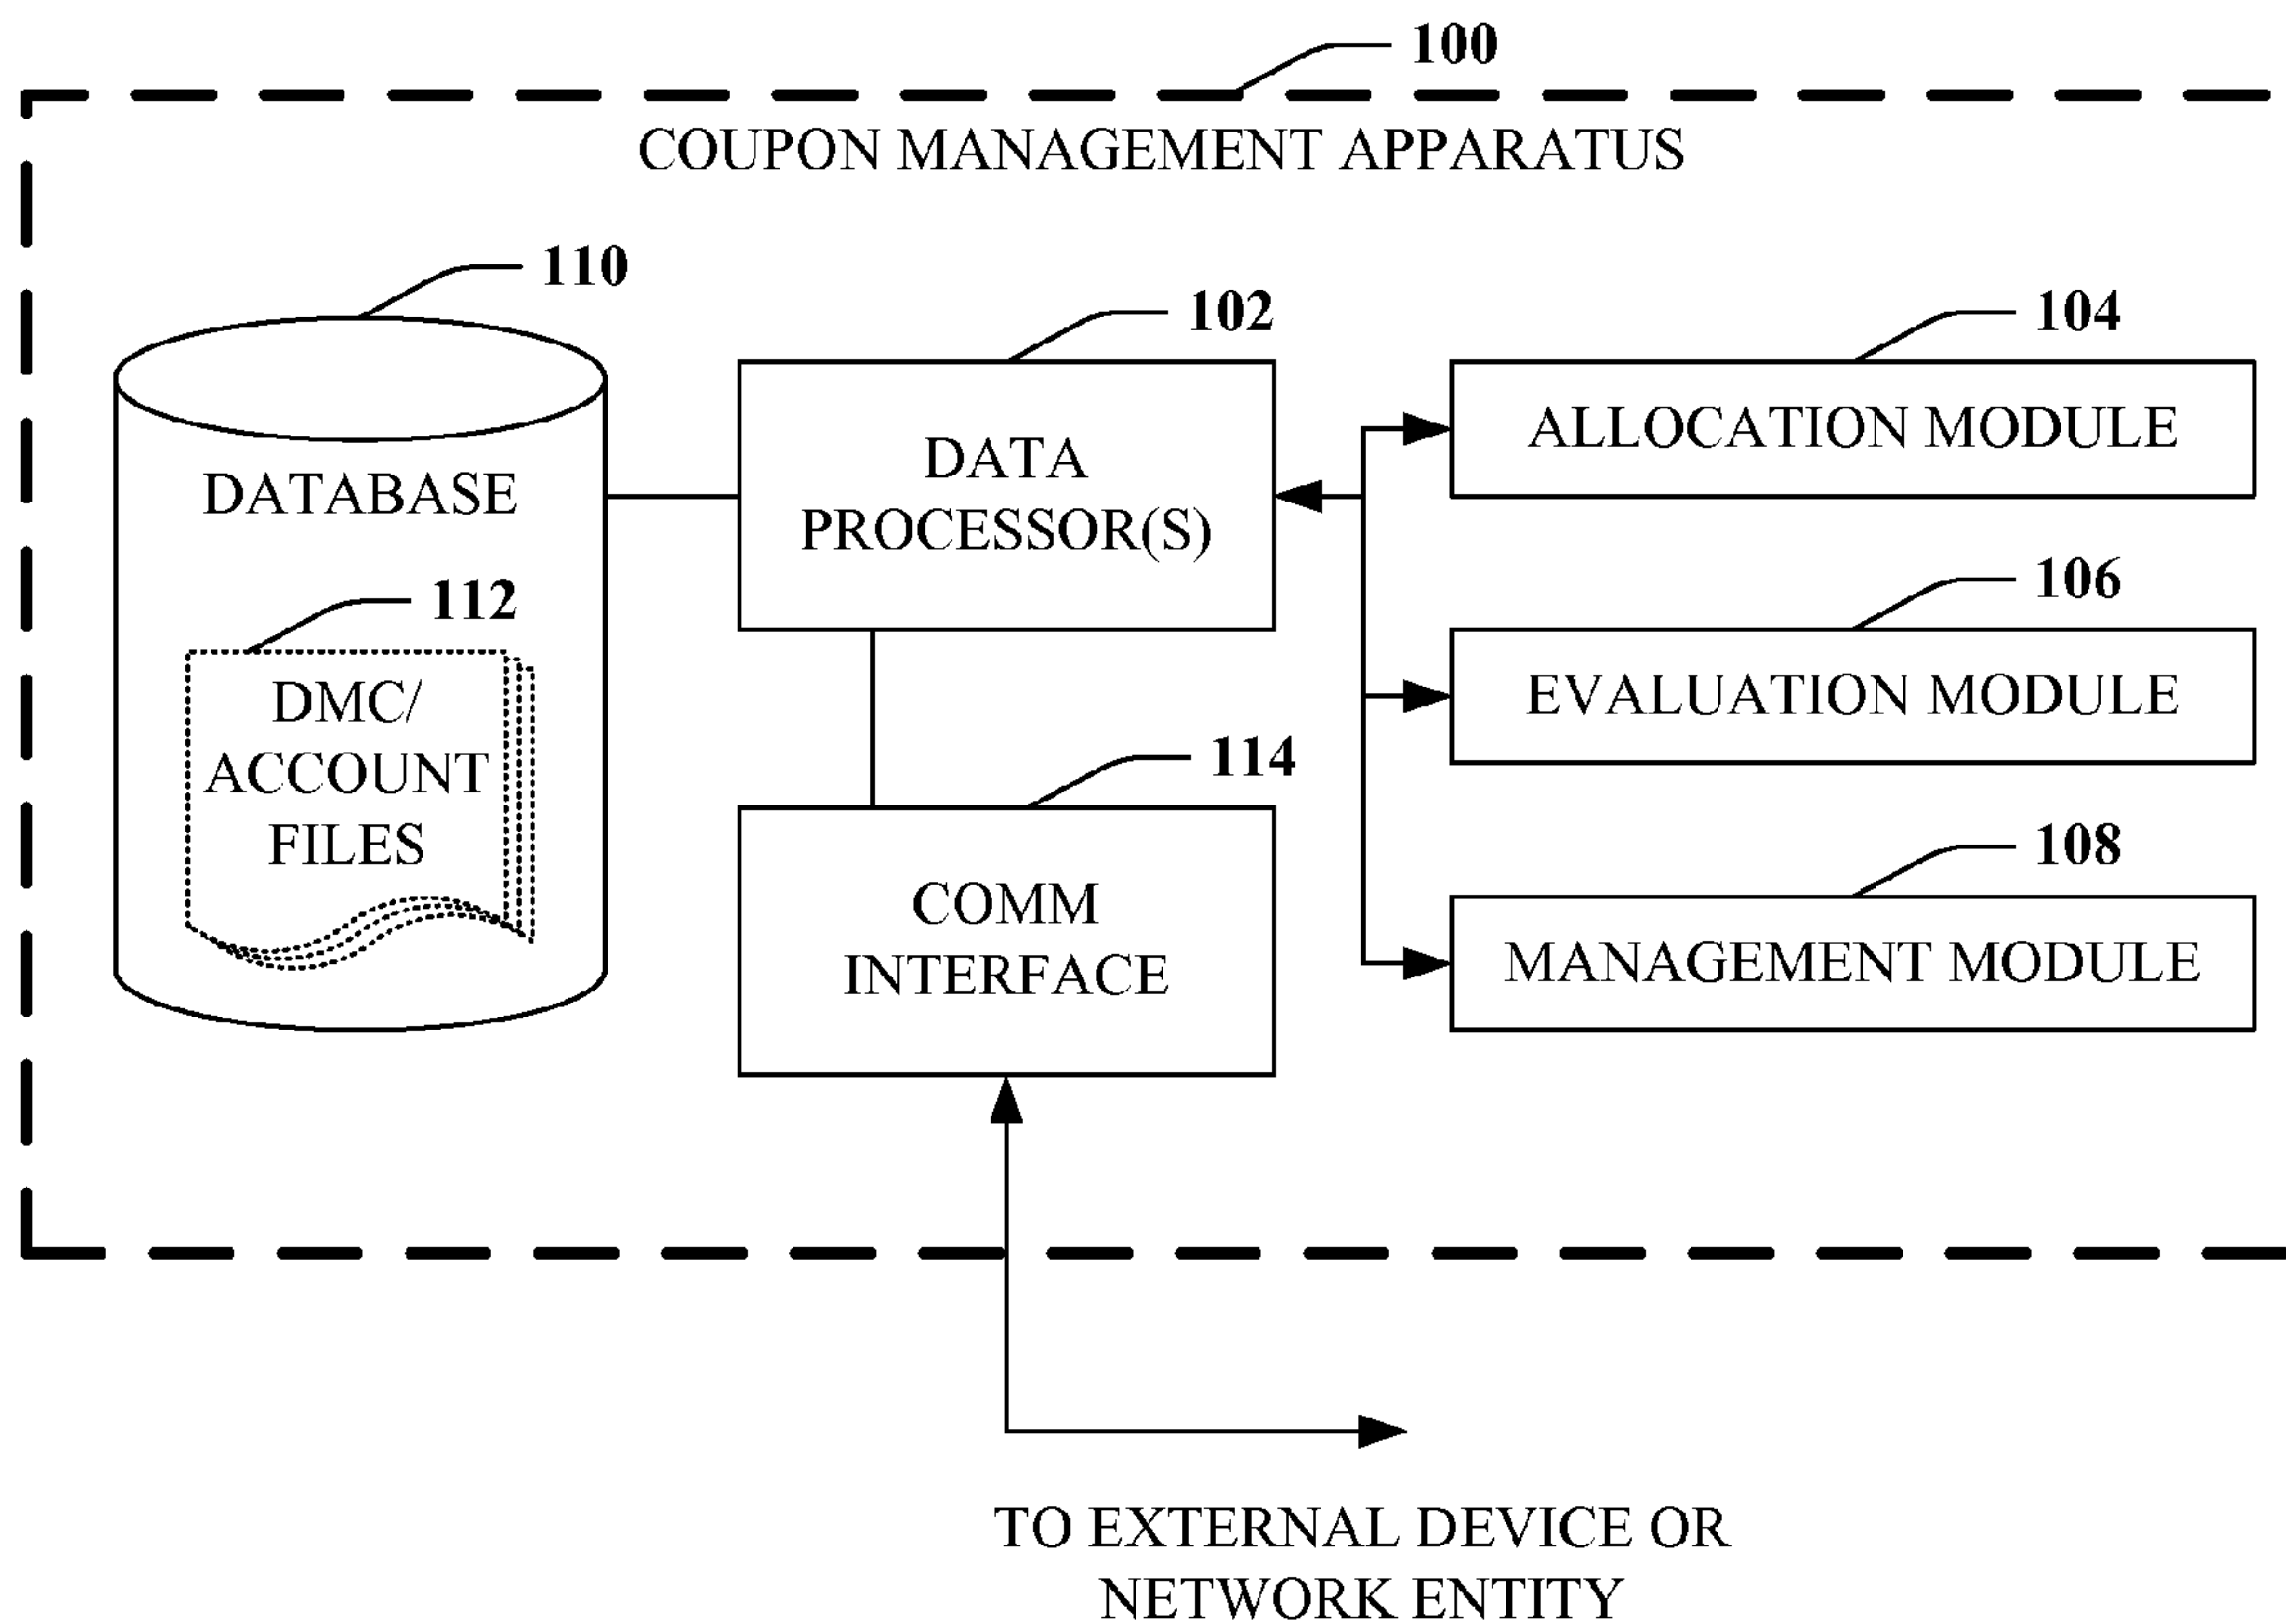 100
COUPON MANAGEMENT APPARATUS
110
102
104
DATABASE
DATA
PROCESSOR(S)
ALLOCATION MODULE
112
106
DMC/
ACCOUNT
FILES
EVALUATION MODULE
114
108
COMM
INTERFACE
MANAGEMENT MODULE
TO EXTERNAL DEVICE OR
NETWORK ENTITY